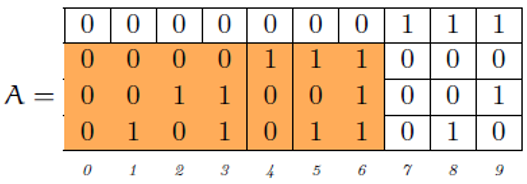 0 0 0 0 0 0 0 1 1 1
0 0 0 0 1 1 1 0 0 0
A = 0 0 1 1 0 0 1 0 0 1
0 1 0 1 0 1 1 0 1 0
0 1 2 3 4 5 6 7 8 9